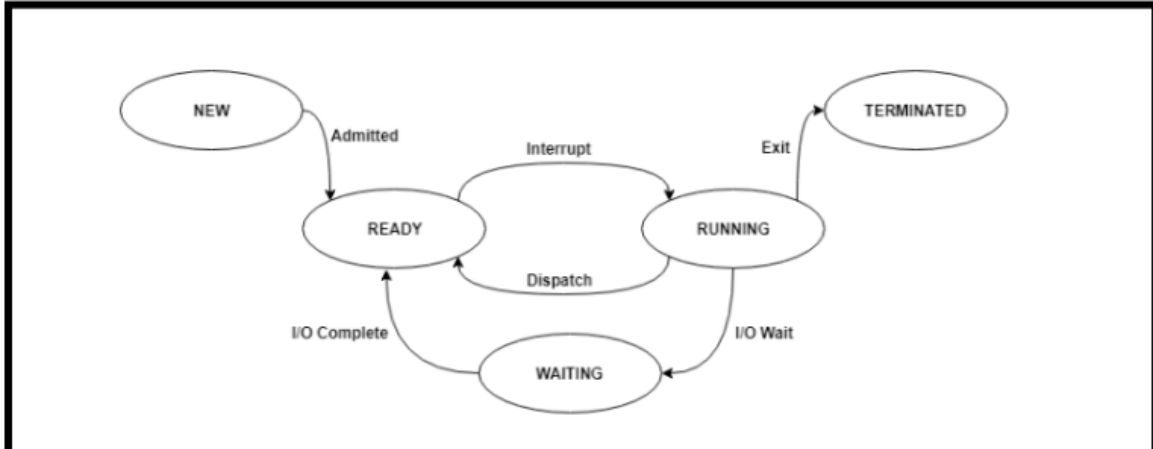 NEW
TERMINATED
Admitted
Interrupt
Exit
READY
RUNNING
Dispatch
I/O Complete
I/O Wait
WAITING